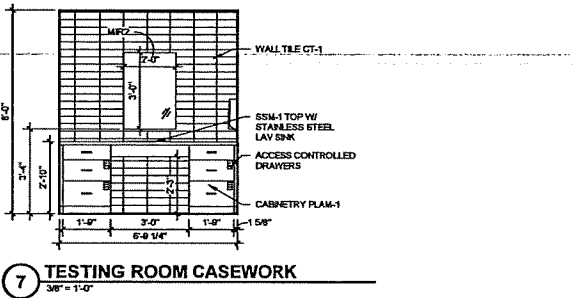 MIR2
2'-0"
WALL TILE CT-1
3'-0"
SSM-1 TOP W/
STAINLESS STEEL
LAV SINK
3'-4"
2'-10"
ACCESS CONTROLLED
DRAWERS
2'-3"
CABINETRY PLAM-1
1'-9"
3'-0"
1'-9"
1 5/8"
6'-9 1/4"
7
TESTING ROOM CASEWORK
3/8" = 1'-0"